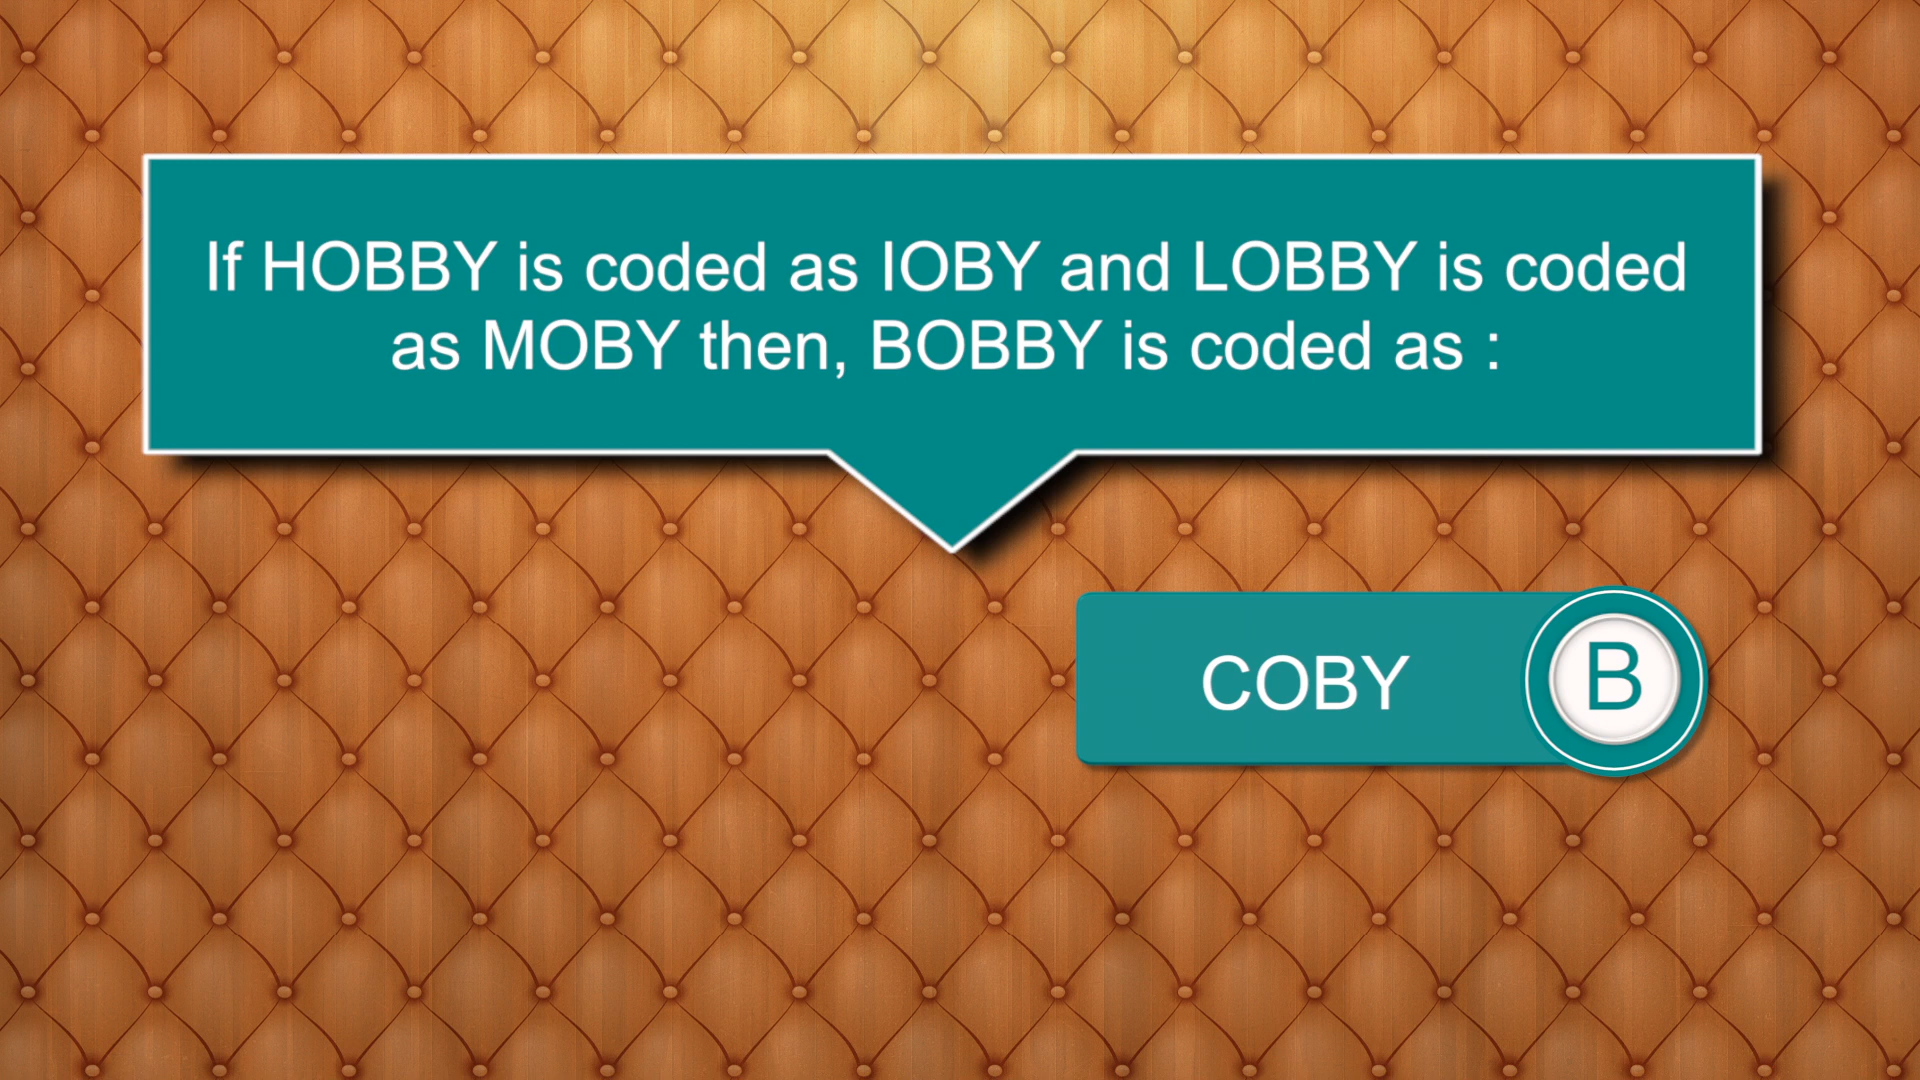 If HOBBY is coded as IOBY and LOBBY is coded
as MOBY then, BOBBY is coded as :
COBY
B